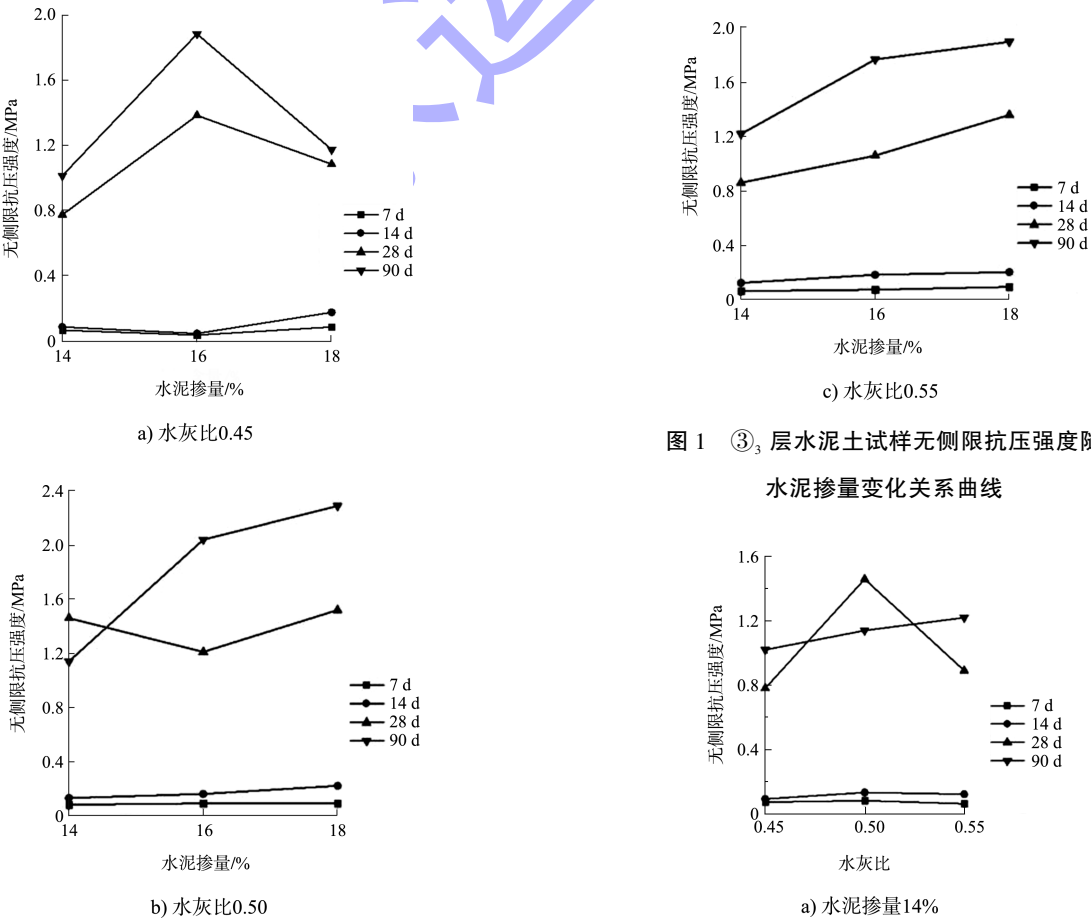 2.0
1.6
1.2
0.8
0.4
0
无侧限抗压强度/MPa
14
16
18
水泥掺量/%
7 d
14 d
28 d
90 d
a) 水灰比0.45
2.4
2.0
1.6
1.2
0.8
0.4
0
无侧限抗压强度/MPa
14
16
18
水泥掺量/%
7 d
14 d
28 d
90 d
b) 水灰比0.50
2.0
1.6
1.2
0.8
0.4
0
无侧限抗压强度/MPa
14
16
18
水泥掺量/%
7 d
14 d
28 d
90 d
c) 水灰比0.55
图 1 ③3 层水泥土试样无侧限抗压强度随
水泥掺量变化关系曲线
1.6
1.2
0.8
0.4
0
无侧限抗压强度/MPa
0.45
0.50
0.55
水灰比
7 d
14 d
28 d
90 d
a) 水泥掺量14%